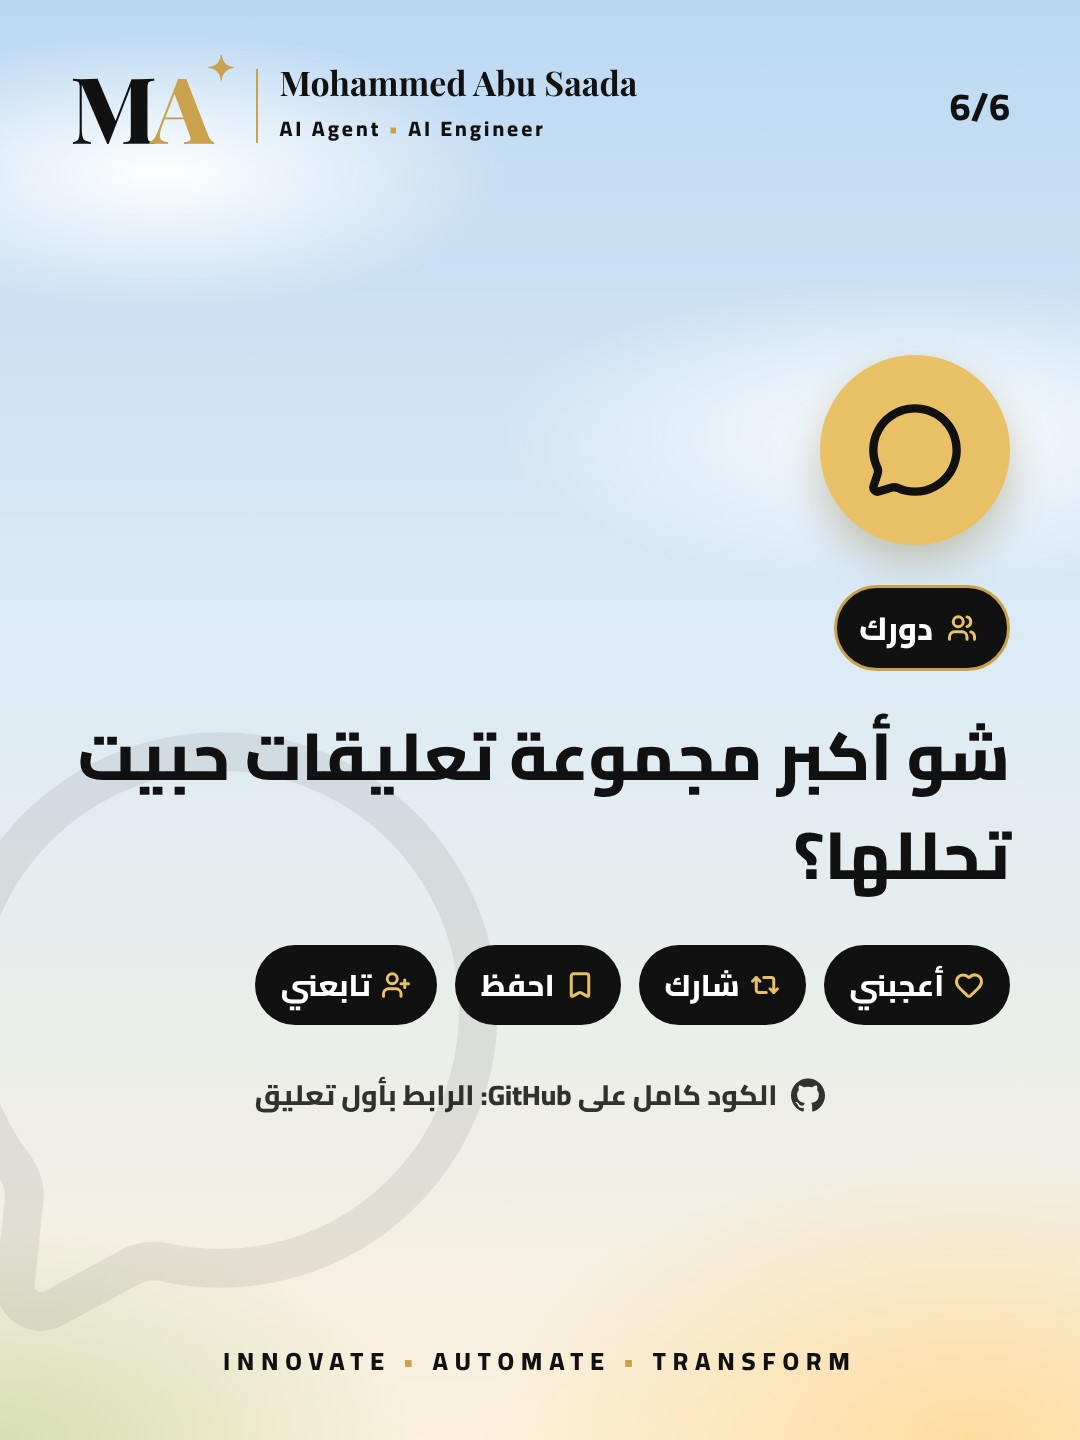 MA
Mohammed Abu Saada
AI Agent ▪ AI Engineer
6/6
دورك
شو أكبر مجموعة تعليقات حبيت
تحللها؟
أعجبني
شارك
احفظ
تابعني
الكود كامل على GitHub: الرابط بأول تعليق
INNOVATE ▪ AUTOMATE ▪ TRANSFORM